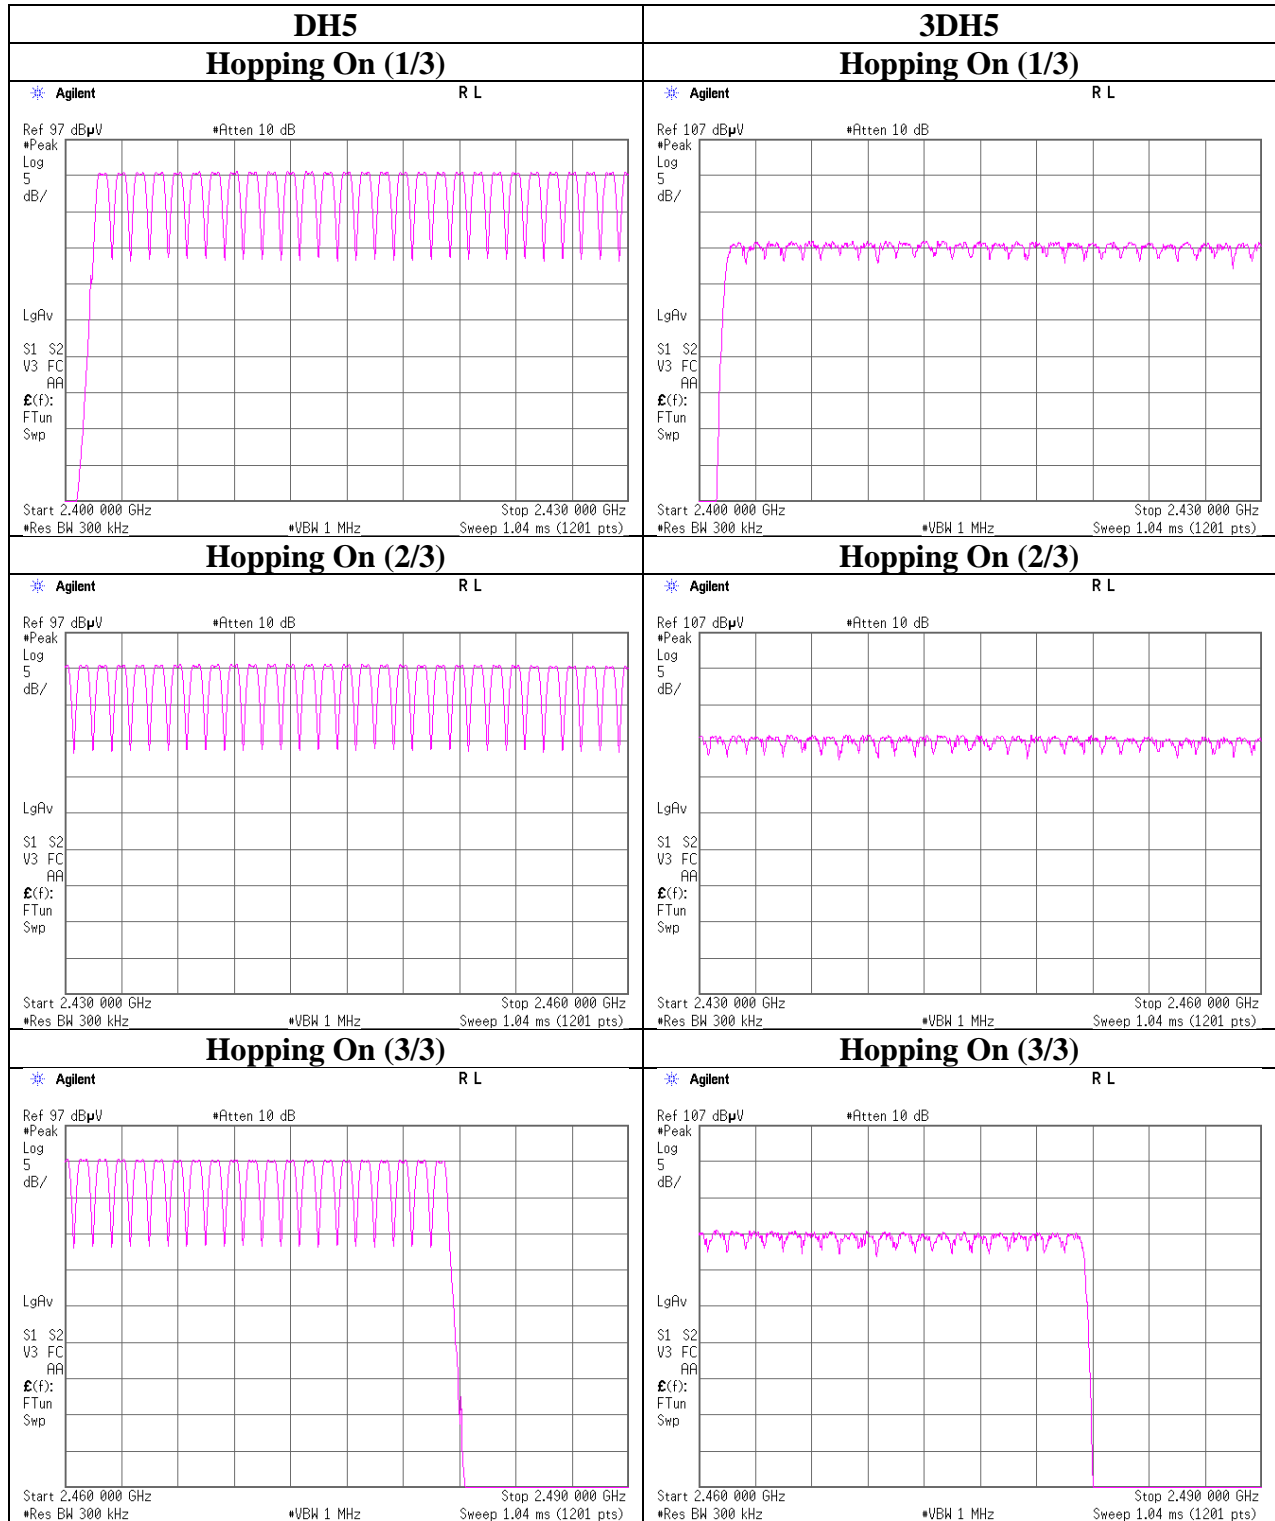 DH5
3DH5
Hopping On (1/3)
Hopping On (1/3)
Agilent R L
Ref 97 dBµV #Atten 10 dB
#Peak
Log
5
dB/
LgAv
S1 S2
V3 FC
AA
£(f):
FTun
Swp
Start 2.400 000 GHz Stop 2.430 000 GHz
#Res BW 300 kHz #VBW 1 MHz Sweep 1.04 ms (1201 pts)
Agilent R L
Ref 107 dBµV #Atten 10 dB
#Peak
Log
5
dB/
LgAv
S1 S2
V3 FC
AA
£(f):
FTun
Swp
Start 2.400 000 GHz Stop 2.430 000 GHz
#Res BW 300 kHz #VBW 1 MHz Sweep 1.04 ms (1201 pts)
Hopping On (2/3)
Hopping On (2/3)
Agilent R L
Ref 97 dBµV #Atten 10 dB
#Peak
Log
5
dB/
LgAv
S1 S2
V3 FC
AA
£(f):
FTun
Swp
Start 2.430 000 GHz Stop 2.460 000 GHz
#Res BW 300 kHz #VBW 1 MHz Sweep 1.04 ms (1201 pts)
Agilent R L
Ref 107 dBµV #Atten 10 dB
#Peak
Log
5
dB/
LgAv
S1 S2
V3 FC
AA
£(f):
FTun
Swp
Start 2.430 000 GHz Stop 2.460 000 GHz
#Res BW 300 kHz #VBW 1 MHz Sweep 1.04 ms (1201 pts)
Hopping On (3/3)
Hopping On (3/3)
Agilent R L
Ref 97 dBµV #Atten 10 dB
#Peak
Log
5
dB/
LgAv
S1 S2
V3 FC
AA
£(f):
FTun
Swp
Start 2.460 000 GHz Stop 2.490 000 GHz
#Res BW 300 kHz #VBW 1 MHz Sweep 1.04 ms (1201 pts)
Agilent R L
Ref 107 dBµV #Atten 10 dB
#Peak
Log
5
dB/
LgAv
S1 S2
V3 FC
AA
£(f):
FTun
Swp
Start 2.460 000 GHz Stop 2.490 000 GHz
#Res BW 300 kHz #VBW 1 MHz Sweep 1.04 ms (1201 pts)